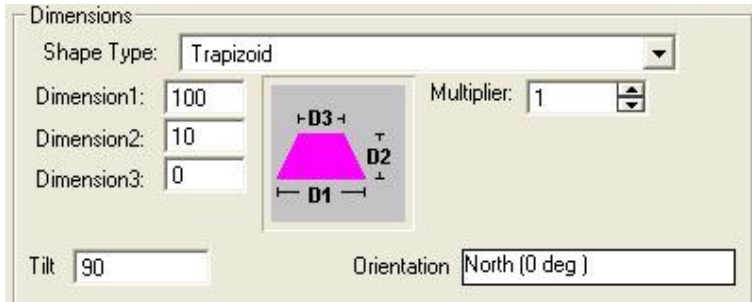 Dimensions
Shape Type: Trapizoid
Dimension1: 100
Multiplier: 1
Dimension2: 10
Dimension3: 0
D3
D2
D1
Tilt 90
Orientation North (0 deg )